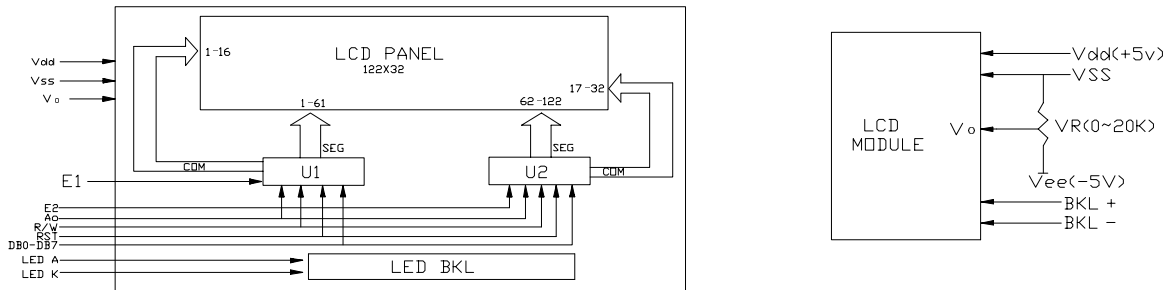 LCD PANEL
122X32
1-16
17-32
1-61
62-122
Vdd
Vss
Vo
SEG
SEG
COM
COM
U1
U2
E1
E2
Ao
R/W
RST
DB0-DB7
LED A
LED K
LED BKL
LCD
MODULE
Vdd(+5v)
VSS
Vo
VR(0~20K)
Vee(-5V)
BKL +
BKL -